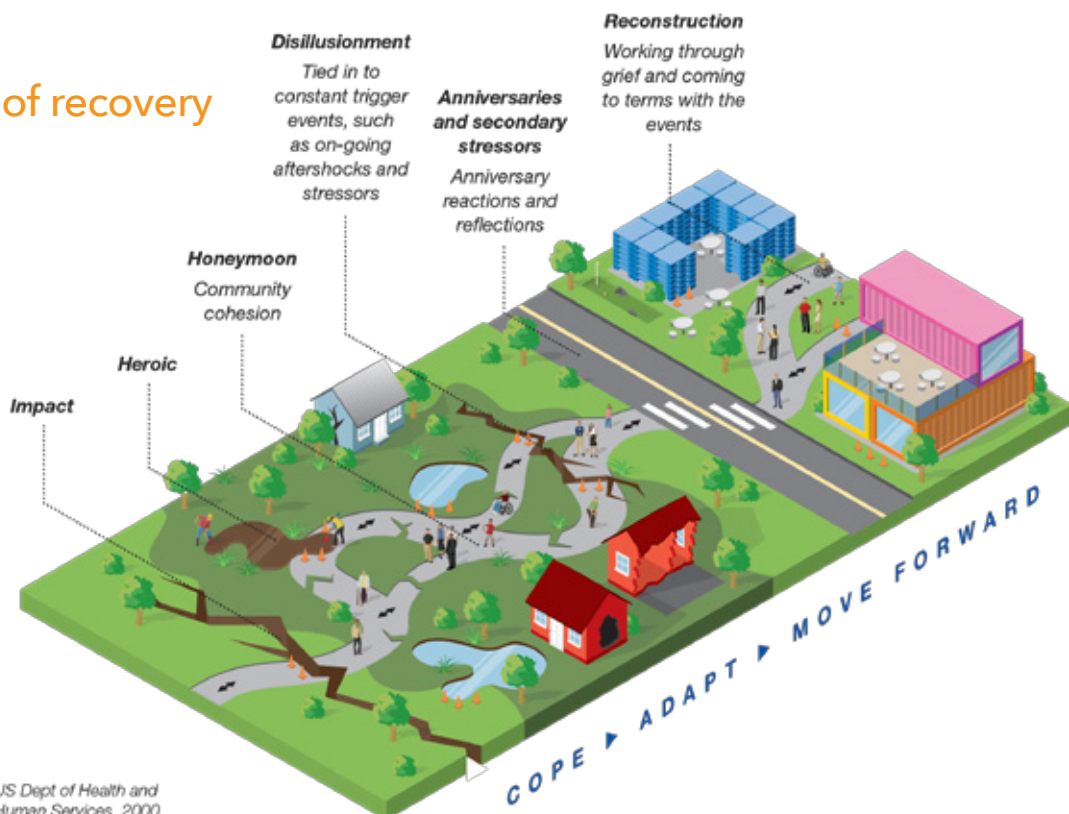 of recovery
Impact
Heroic
Honeymoon
Community
cohesion
Disillusionment
Tied in to
constant trigger
events, such
as on-going
aftershocks and
stressors
Anniversaries
and secondary
stressors
Anniversary
reactions and
reflections
Reconstruction
Working through
grief and coming
to terms with the
events
COPE ▶ ADAPT ▶ MOVE FORWARD
US Dept of Health and
Human Services, 2000